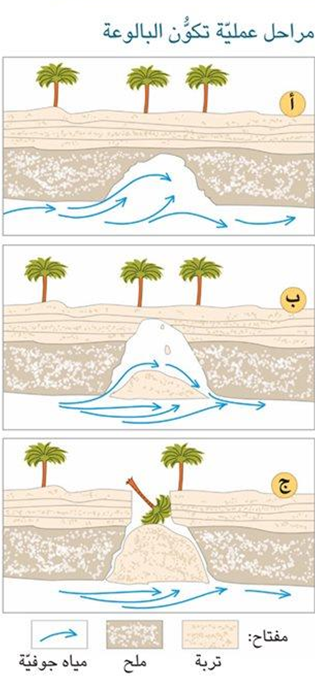 مراحل عمليّة تكوُّن البالوعة
أ
ب
ج
مفتاح:
تربة
ملح
مياه جوفيّة